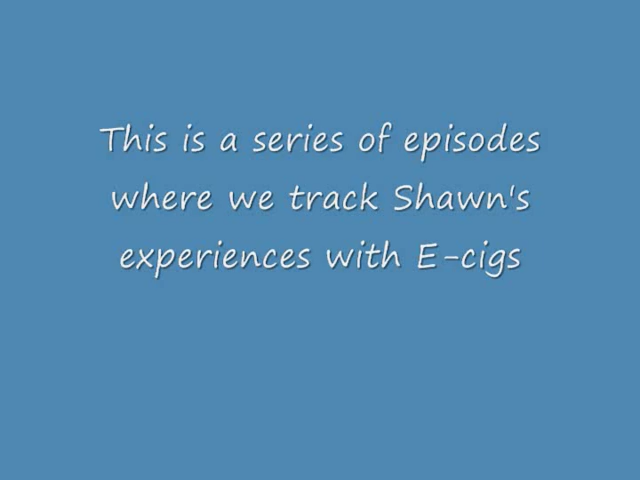 This is a series of episodes
where we track Shawn's
experiences with E-cigs